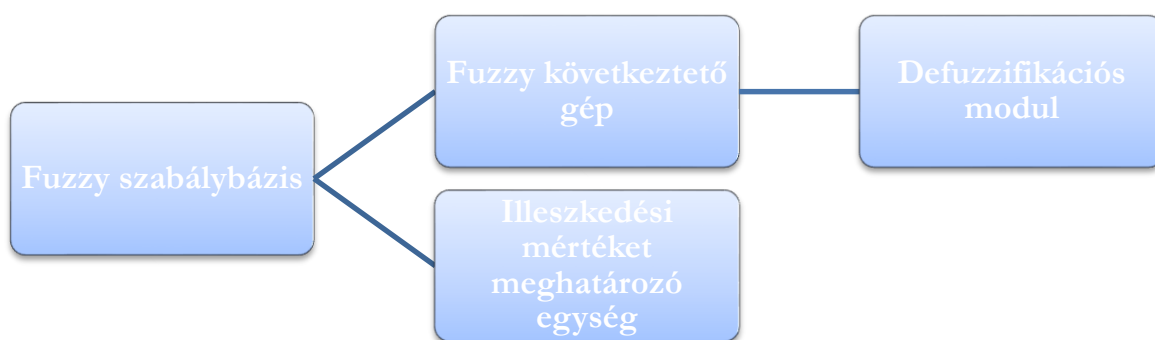 Fuzzy szabálybázis
Fuzzy következtető
gép
Defuzzifikációs
modul
Illeszkedési
mértéket
meghatározó
egység